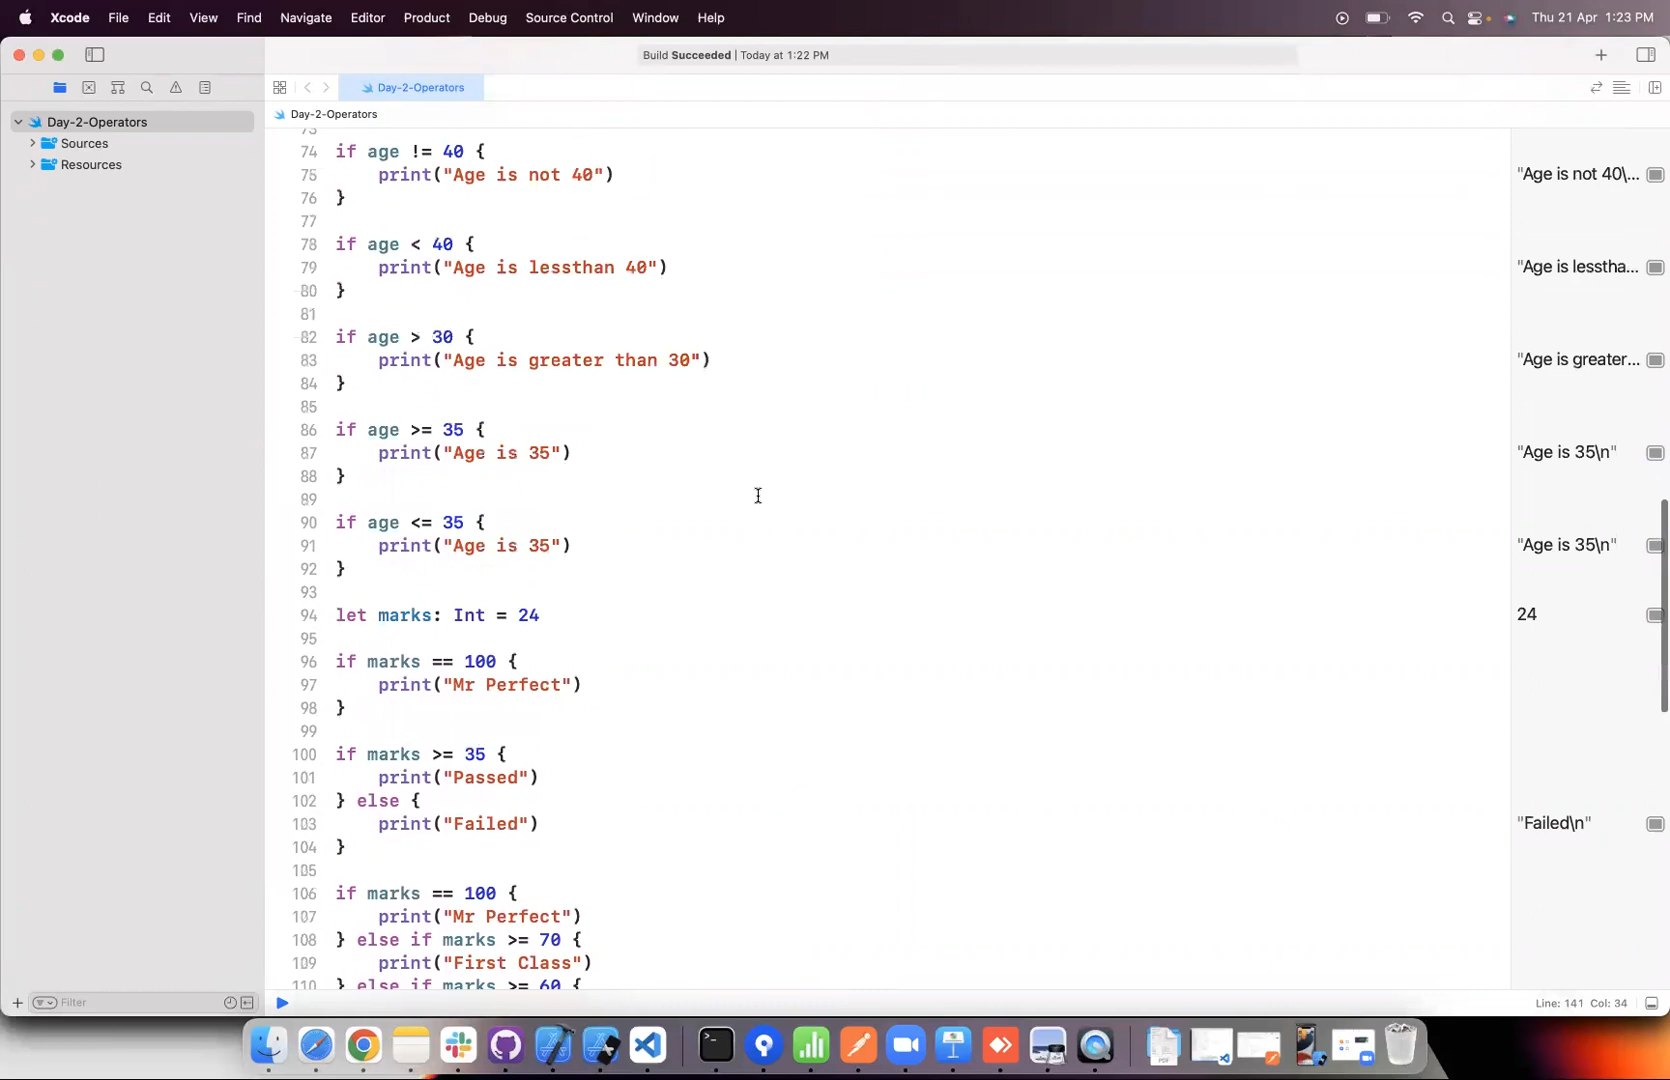 Xcode File Edit View Find Navigate Editor Product Debug Source Control Window Help Thu 21 Apr 1:23 PM
Build Succeeded | Today at 1:22 PM
Day-2-Operators
Day-2-Operators
Day-2-Operators
Sources
Resources
73
74 if age != 40 {
75 print("Age is not 40") "Age is not 40\...
76 }
77
78 if age < 40 {
79 print("Age is lessthan 40") "Age is lesstha...
80 }
81
82 if age > 30 {
83 print("Age is greater than 30") "Age is greater...
84 }
85
86 if age >= 35 {
87 print("Age is 35") "Age is 35\n"
88 }
89
90 if age <= 35 {
91 print("Age is 35") "Age is 35\n"
92 }
93
94 let marks: Int = 24 24
95
96 if marks == 100 {
97 print("Mr Perfect")
98 }
99
100 if marks >= 35 {
101 print("Passed")
102 } else {
103 print("Failed") "Failed\n"
104 }
105
106 if marks == 100 {
107 print("Mr Perfect")
108 } else if marks >= 70 {
109 print("First Class")
110 } else if marks >= 60 {
Filter
Line: 141 Col: 34
PDF